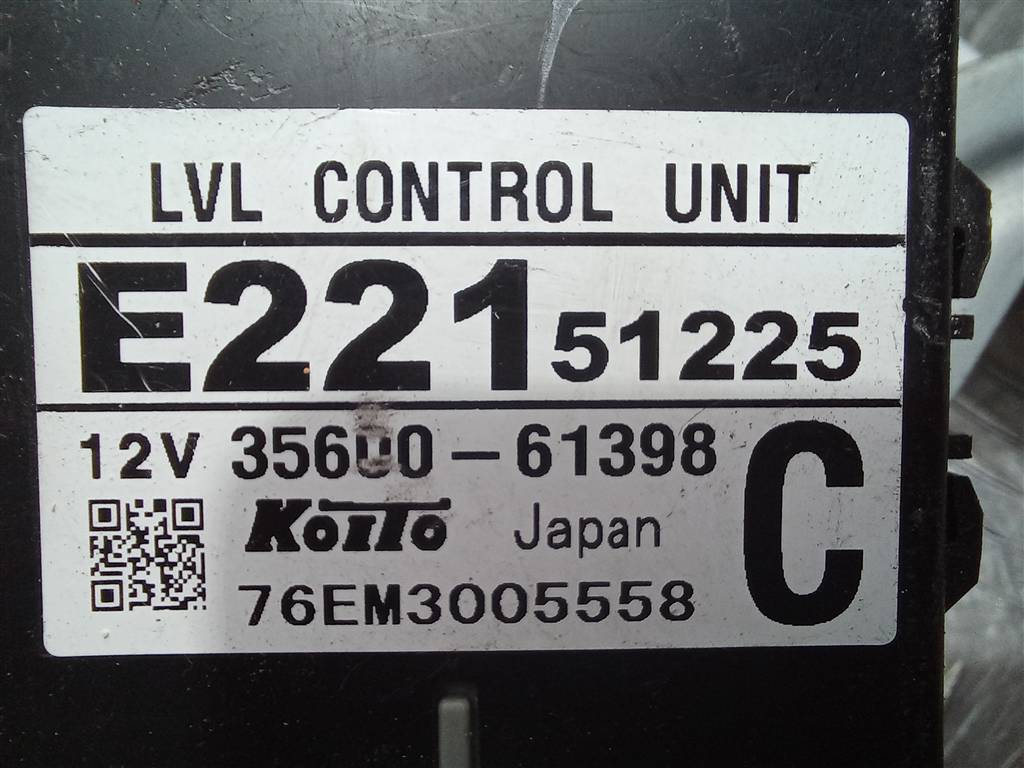 LVL CONTROL UNIT
E221 51225
12V 35600-61398 C
KoiTo Japan
76EM3005558